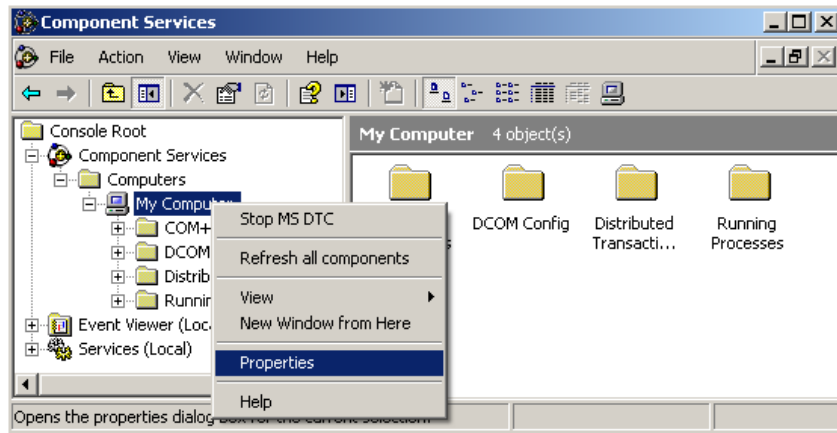 Component Services
File Action View Window Help
Console Root
Component Services
Computers
My Computer
COM+
DCOM
Distrib
Runnin
Event Viewer (Loc
Services (Local)
My Computer 4 object(s)
DCOM Config
Distributed
Transacti...
Running
Processes
Stop MS DTC
Refresh all components
View
New Window from Here
Properties
Help
Opens the properties dialog box for the current selection.